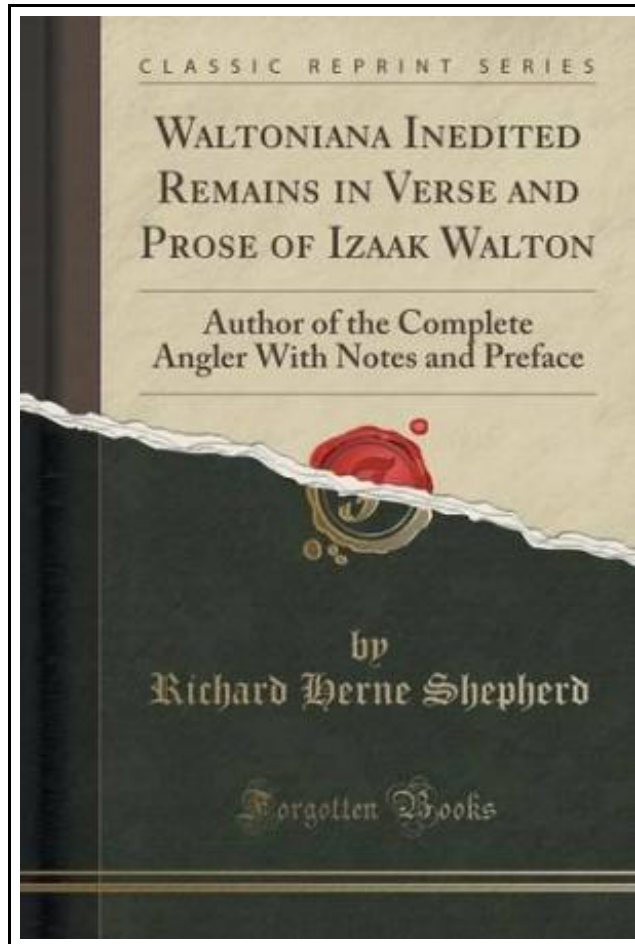 CLASSIC REPRINT SERIES
WALTONIANA INEDITED
REMAINS IN VERSE AND
PROSE OF IZAAK WALTON
Author of the Complete
Angler With Notes and Preface
by
Richard Herne Shepherd
Forgotten Books